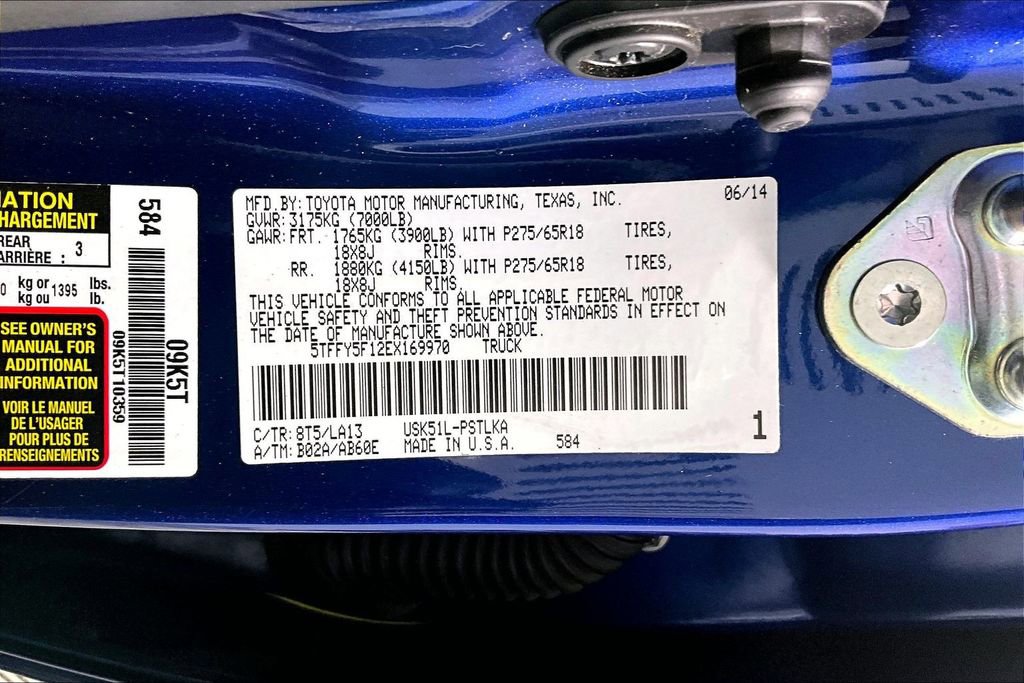 IATION
HARGEMENT
REAR
ARRIÈRE : 3
0 kg or 1395 lbs.
kg ou lb.
SEE OWNER'S
MANUAL FOR
ADDITIONAL
INFORMATION
VOIR LE MANUEL
DE L'USAGER
POUR PLUS DE
RENSEIGNEMENTS
584
09K5T10359
09K5T
MFD.BY: TOYOTA MOTOR MANUFACTURING, TEXAS, INC. 06/14
GVWR: 3175KG (7000LB)
GAWR: FRT. 1765KG (3900LB) WITH P275/65R18 TIRES,
18X8J RIMS.
RR. 1880KG (4150LB) WITH P275/65R18 TIRES,
18X8J RIMS.
THIS VEHICLE CONFORMS TO ALL APPLICABLE FEDERAL MOTOR
VEHICLE SAFETY AND THEFT PREVENTION STANDARDS IN EFFECT ON
THE DATE OF MANUFACTURE SHOWN ABOVE.
5TFFY5F12EX169970 TRUCK
C/TR: 8T5/LA13 USK51L-PSTLKA
A/TM: B02A/AB60E MADE IN U.S.A. 584
1